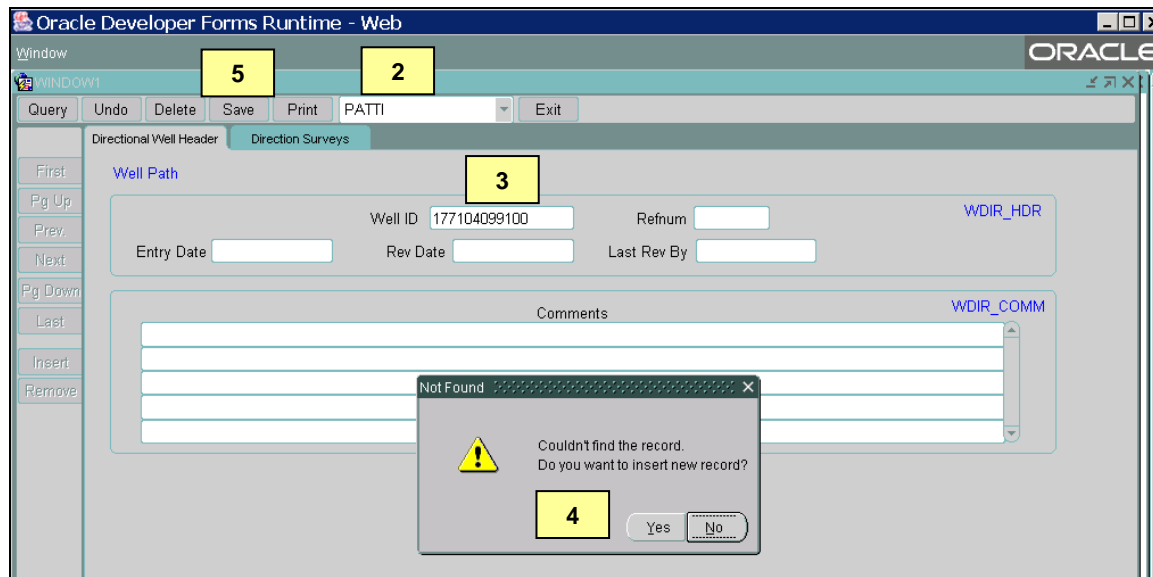 Oracle Developer Forms Runtime - Web
Window
ORACLE
5
2
WINDOW1
Query Undo Delete Save Print PATTI Exit
Directional Well Header Direction Surveys
First
Well Path
3
Pg Up
Well ID 177104099100 Refnum WDIR_HDR
Prev.
Entry Date Rev Date Last Rev By
Next
Pg Down
Comments WDIR_COMM
Last
Insert
Remove
Not Found
Couldn't find the record.
Do you want to insert new record?
4
Yes No